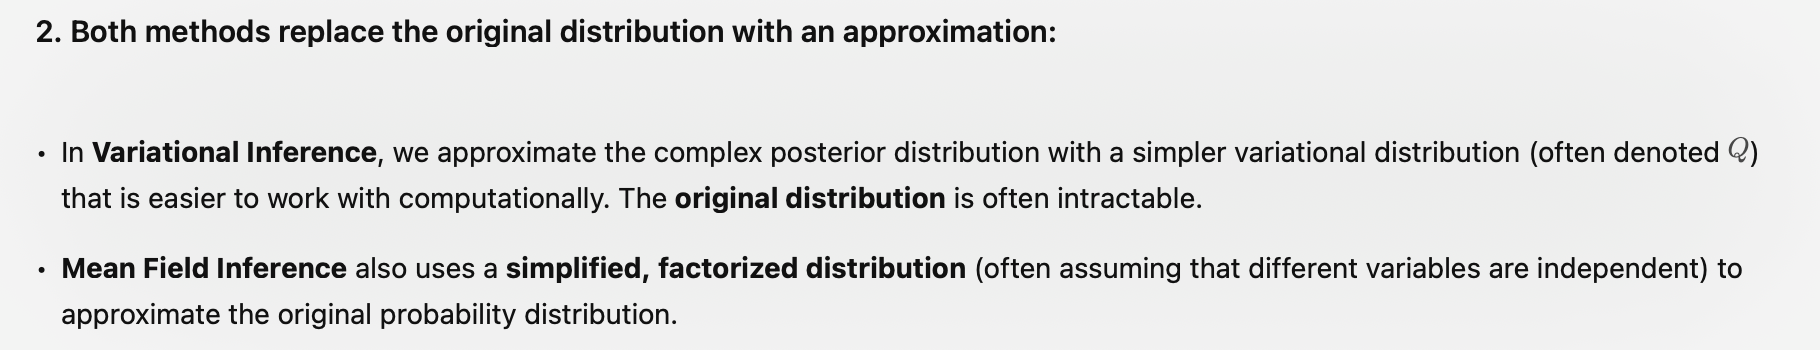 2. Both methods replace the original distribution with an approximation:
• In Variational Inference, we approximate the complex posterior distribution with a simpler variational distribution (often denoted Q)
that is easier to work with computationally. The original distribution is often intractable.
• Mean Field Inference also uses a simplified, factorized distribution (often assuming that different variables are independent) to
approximate the original probability distribution.